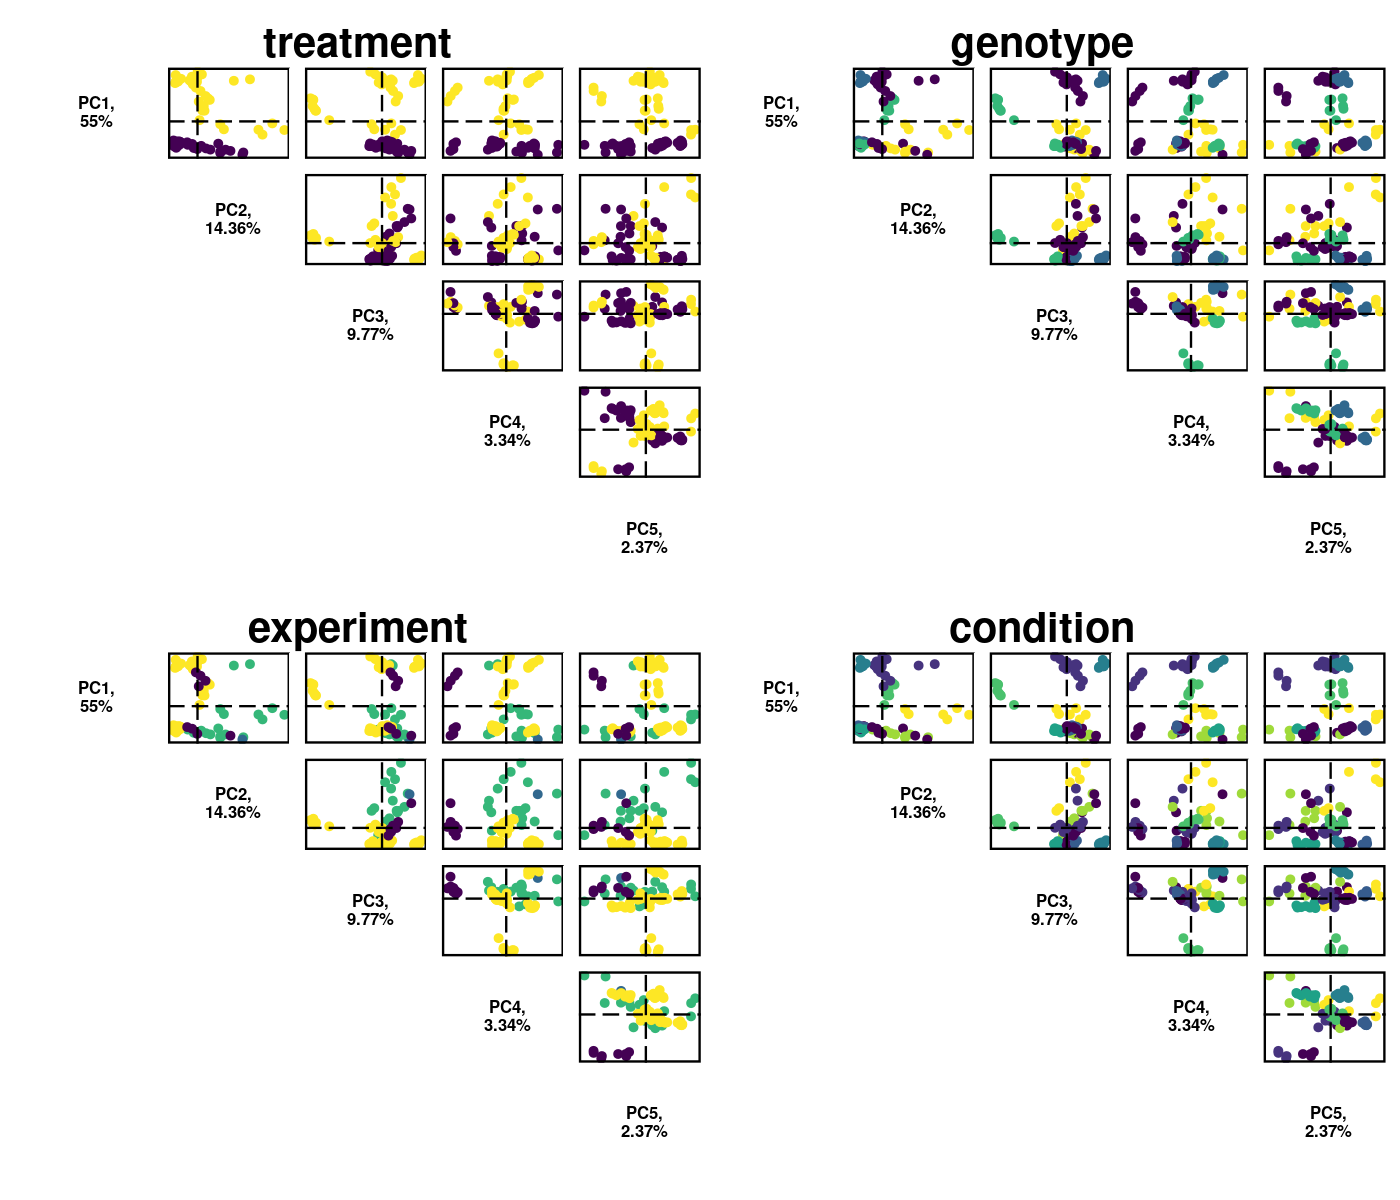 treatment
PC1,
55%
PC2,
14.36%
PC3,
9.77%
PC4,
3.34%
PC5,
2.37%
genotype
PC1,
55%
PC2,
14.36%
PC3,
9.77%
PC4,
3.34%
PC5,
2.37%
experiment
PC1,
55%
PC2,
14.36%
PC3,
9.77%
PC4,
3.34%
PC5,
2.37%
condition
PC1,
55%
PC2,
14.36%
PC3,
9.77%
PC4,
3.34%
PC5,
2.37%